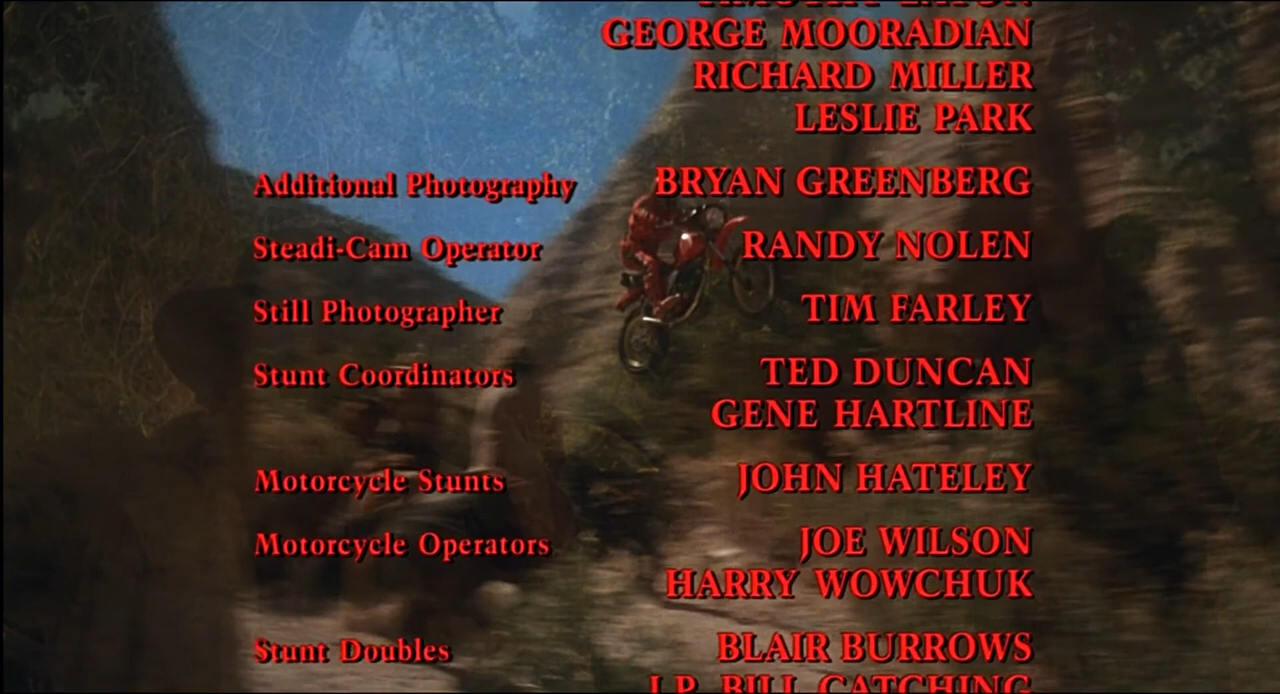 GEORGE MOORADIAN
RICHARD MILLER
LESLIE PARK
Additional Photography BRYAN GREENBERG
Steadi-Cam Operator RANDY NOLEN
Still Photographer TIM FARLEY
Stunt Coordinators TED DUNCAN
GENE HARTLINE
Motorcycle Stunts JOHN HATELEY
Motorcycle Operators JOE WILSON
HARRY WOWCHUK
Stunt Doubles BLAIR BURROWS
J.P. BILL CATCHING